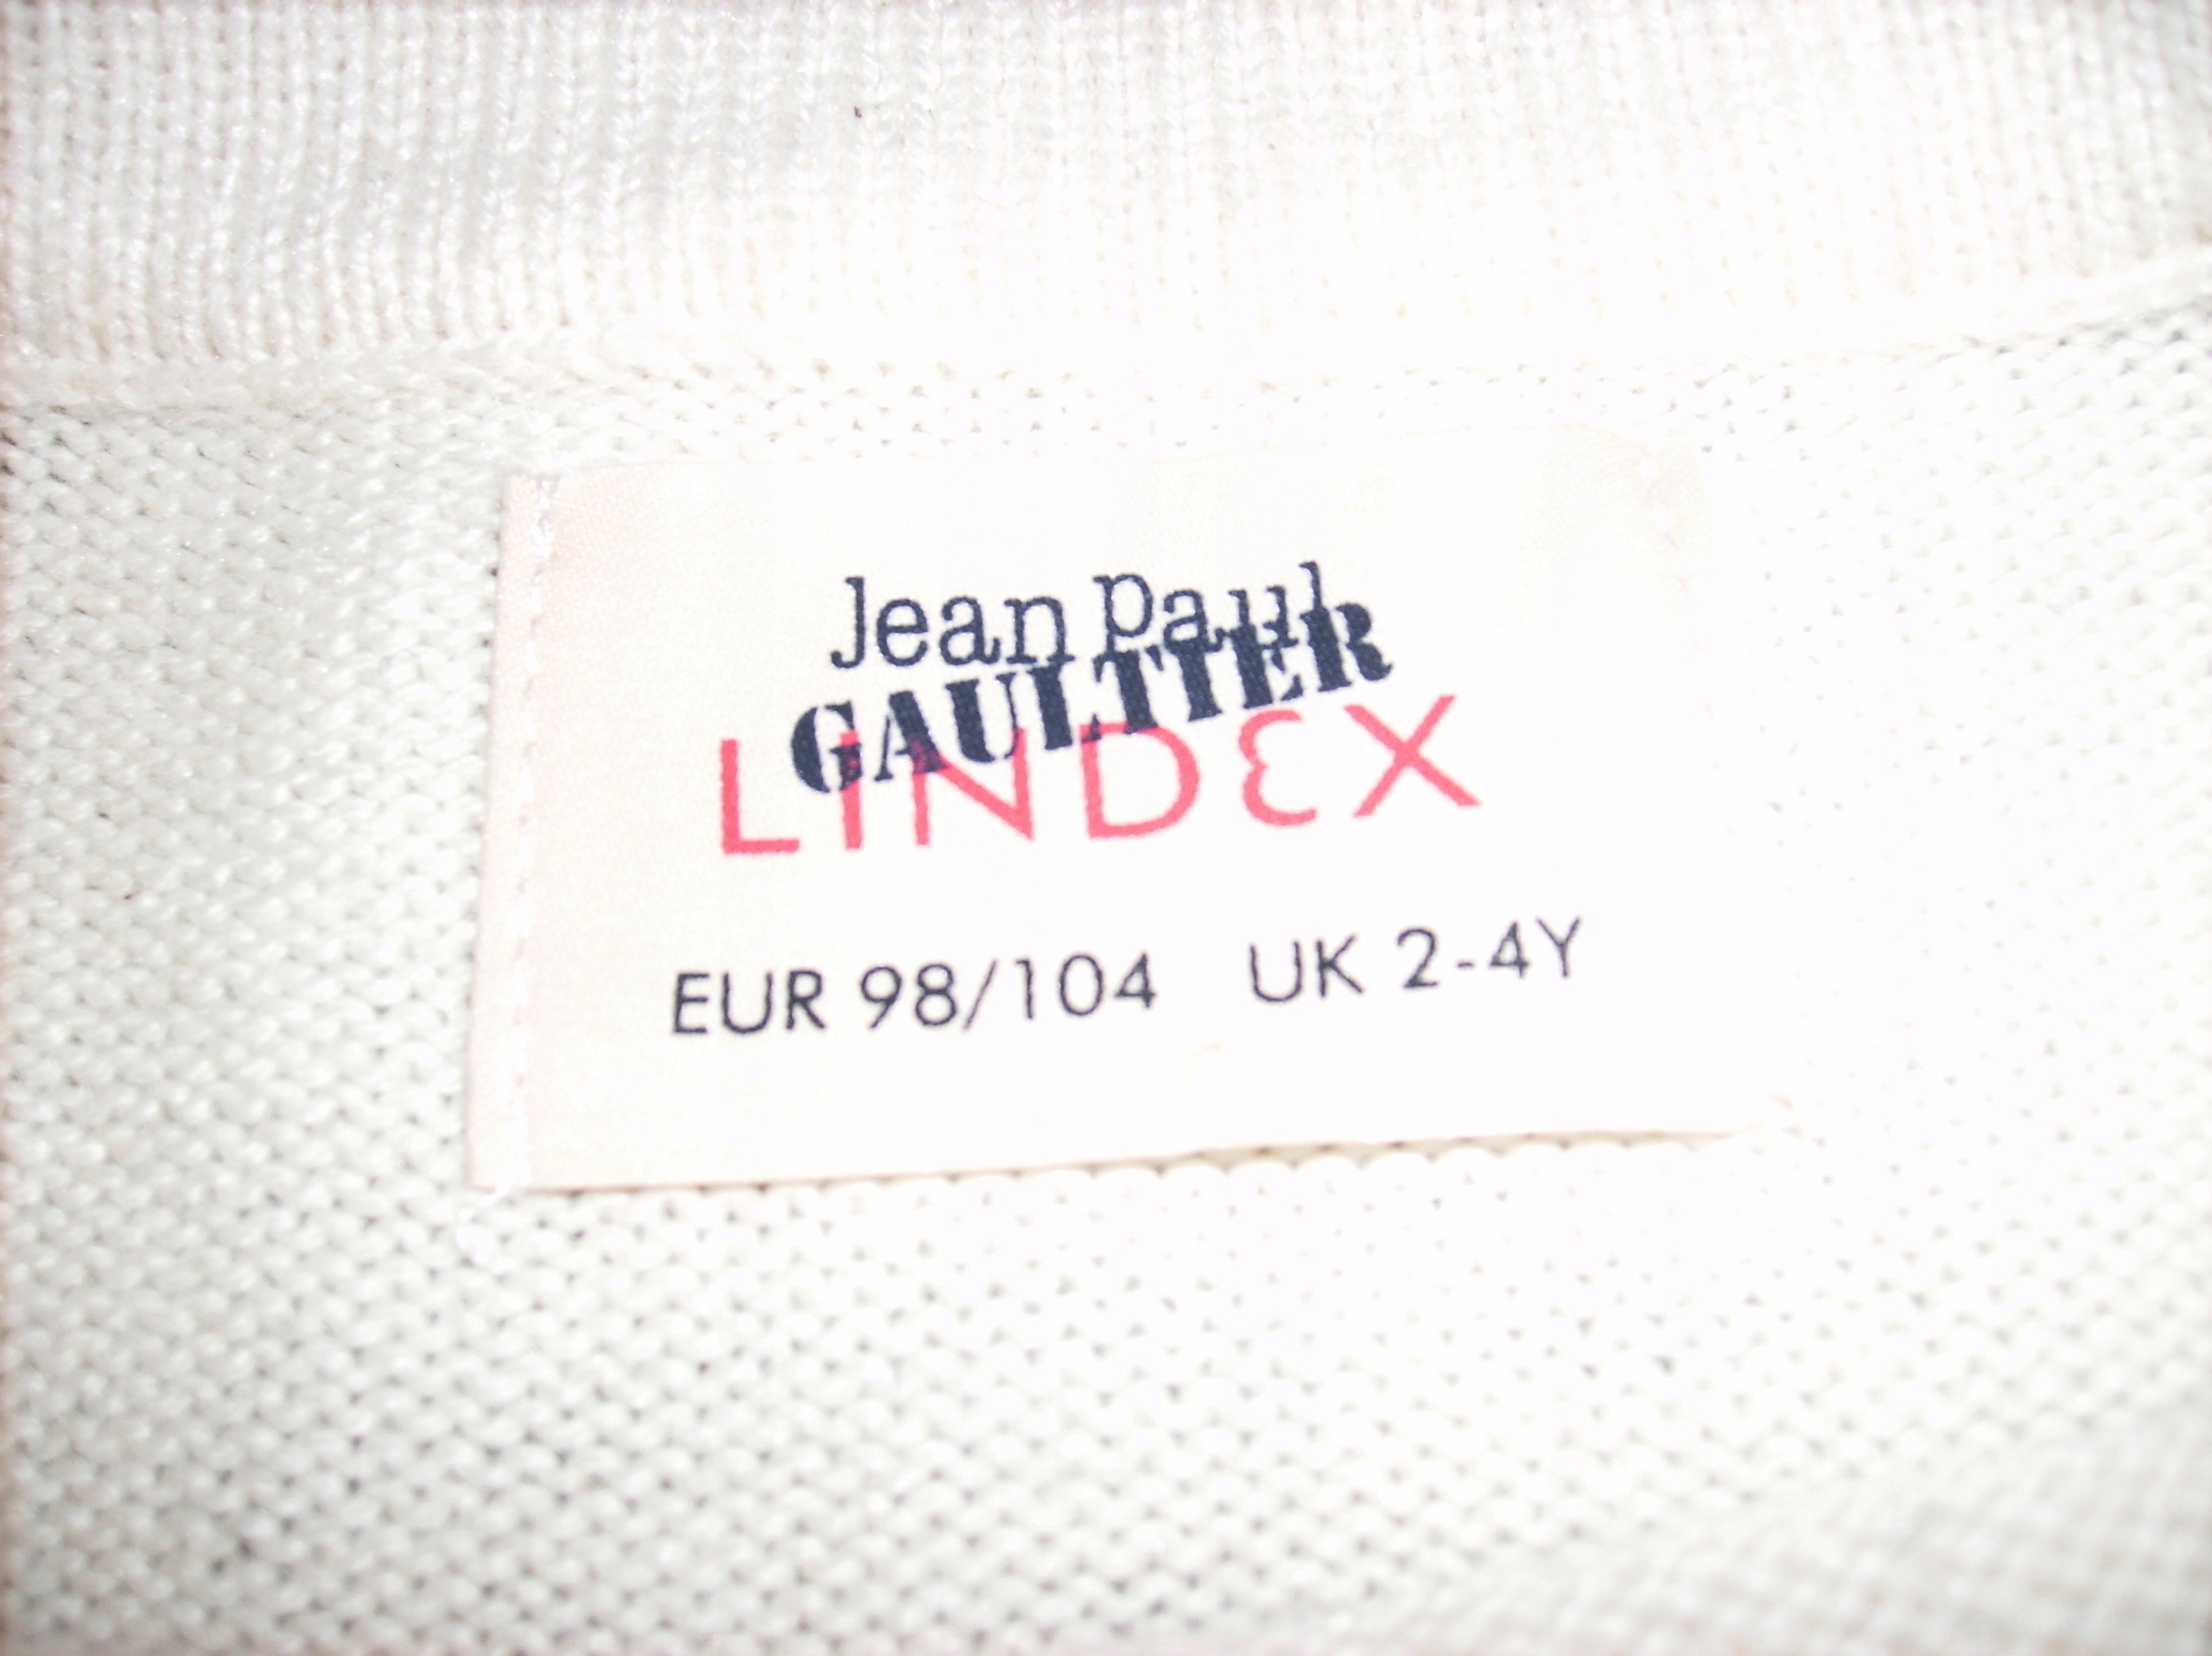 Jean Paul
GAULTIER
LINDEX
EUR 98/104 UK 2-4Y